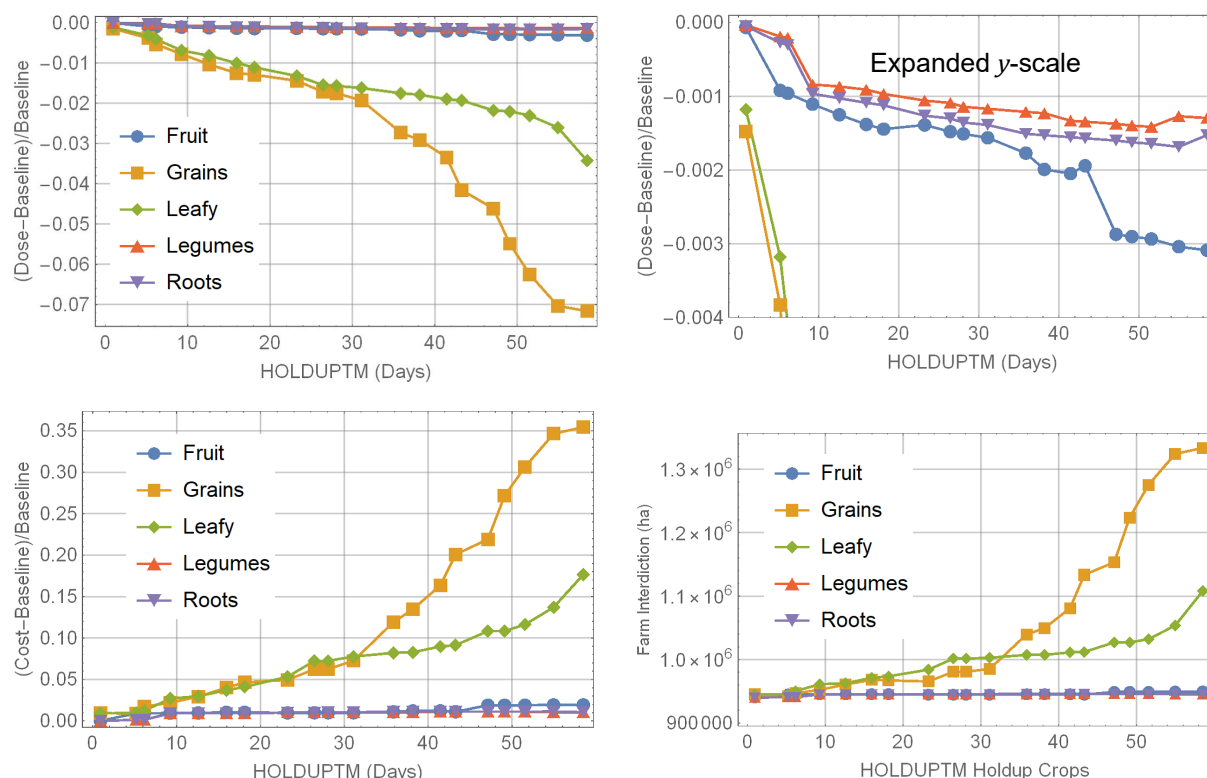 0.00
−0.01
−0.02
−0.03
−0.04
−0.05
−0.06
−0.07
(Dose−Baseline)/Baseline
Fruit
Grains
Leafy
Legumes
Roots
0 10 20 30 40 50
HOLDUPTM (Days)
0.000
−0.001
−0.002
−0.003
−0.004
(Dose−Baseline)/Baseline
Expanded y-scale
0 10 20 30 40 50
HOLDUPTM (Days)
0.35
0.30
0.25
0.20
0.15
0.10
0.05
0.00
(Cost−Baseline)/Baseline
Fruit
Grains
Leafy
Legumes
Roots
0 10 20 30 40 50
HOLDUPTM (Days)
1.3 × 10⁶
1.2 × 10⁶
1.1 × 10⁶
1.0 × 10⁶
900 000
Farm Interdiction (ha)
Fruit
Grains
Leafy
Legumes
Roots
0 10 20 30 40 50
HOLDUPTM Holdup Crops